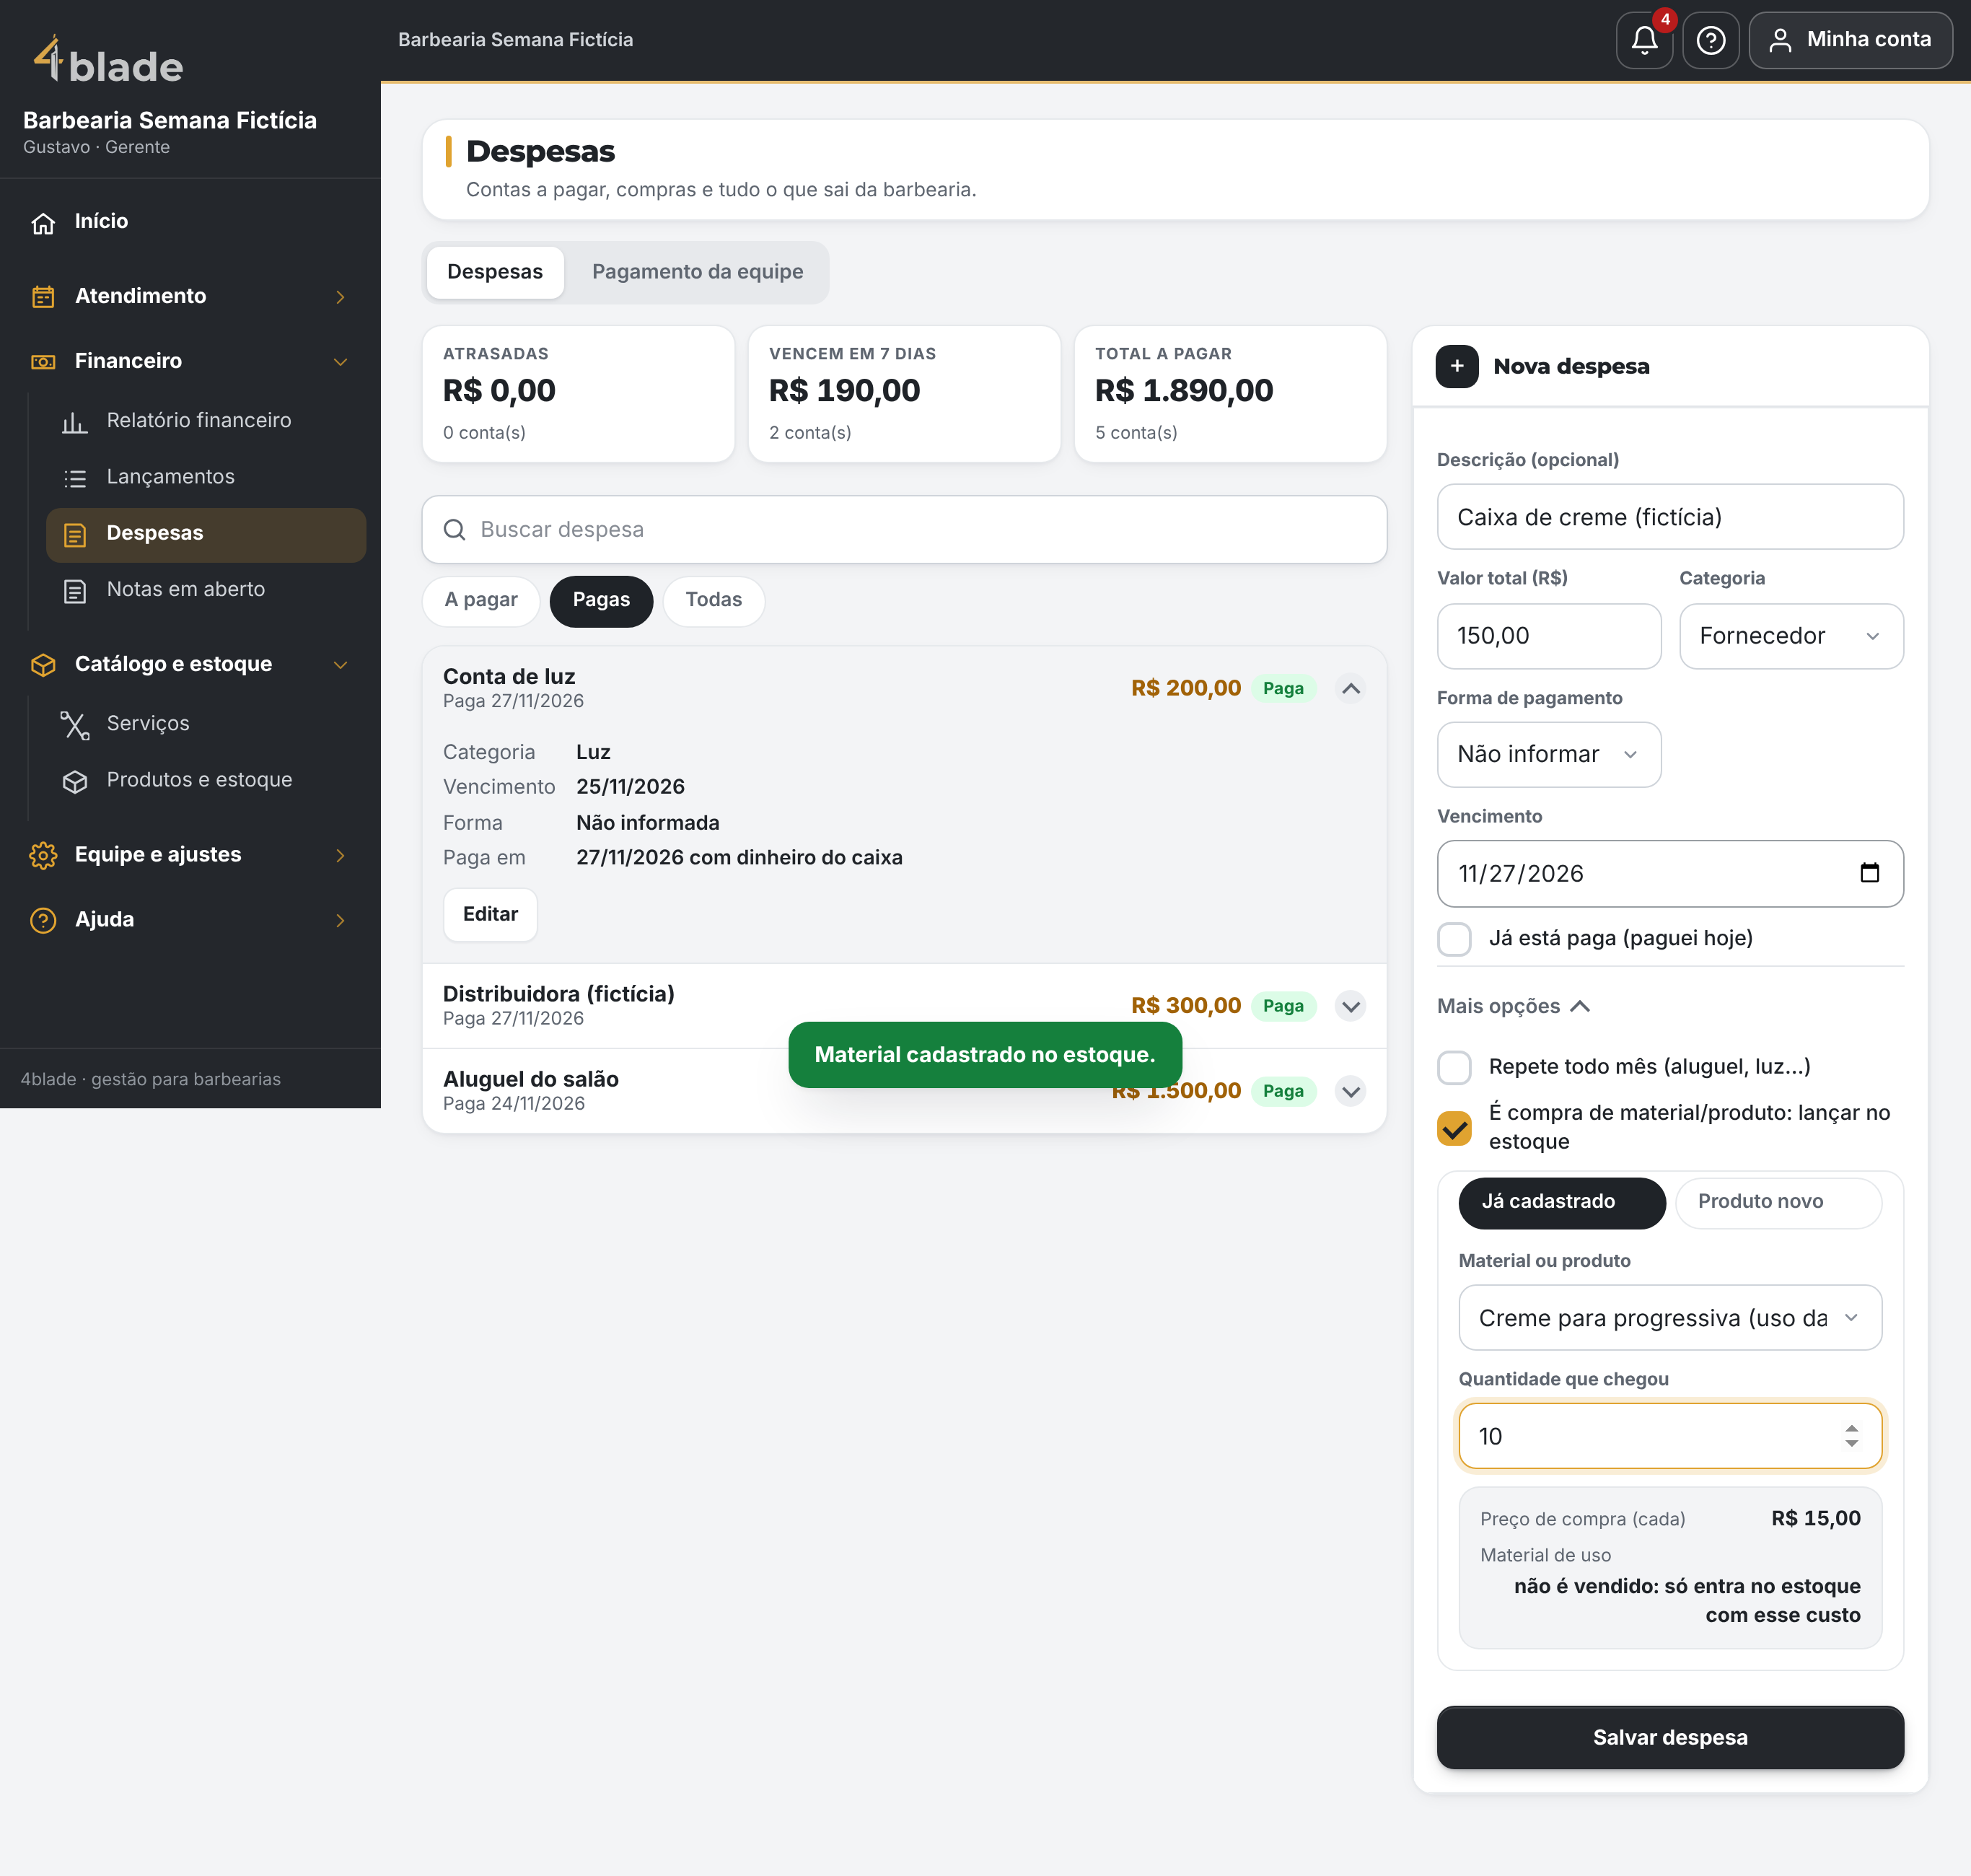 4blade
Barbearia Semana Fictícia
Gustavo · Gerente
Início
Atendimento
Financeiro
Relatório financeiro
Lançamentos
Despesas
Notas em aberto
Catálogo e estoque
Serviços
Produtos e estoque
Equipe e ajustes
Ajuda
4blade · gestão para barbearias
Barbearia Semana Fictícia
4
Minha conta
Despesas
Contas a pagar, compras e tudo o que sai da barbearia.
Despesas
Pagamento da equipe
ATRASADAS
R$ 0,00
0 conta(s)
VENCEM EM 7 DIAS
R$ 190,00
2 conta(s)
TOTAL A PAGAR
R$ 1.890,00
5 conta(s)
Buscar despesa
A pagar
Pagas
Todas
Conta de luz
Paga 27/11/2026
R$ 200,00
Paga
Categoria Luz
Vencimento 25/11/2026
Forma Não informada
Paga em 27/11/2026 com dinheiro do caixa
Editar
Distribuidora (fictícia)
Paga 27/11/2026
R$ 300,00
Paga
Material cadastrado no estoque.
Aluguel do salão
Paga 24/11/2026
R$ 1.500,00
Paga
+ Nova despesa
Descrição (opcional)
Caixa de creme (fictícia)
Valor total (R$)
150,00
Categoria
Fornecedor
Forma de pagamento
Não informar
Vencimento
11/27/2026
Já está paga (paguei hoje)
Mais opções
Repete todo mês (aluguel, luz...)
É compra de material/produto: lançar no
estoque
Já cadastrado
Produto novo
Material ou produto
Creme para progressiva (uso da
Quantidade que chegou
10
Preço de compra (cada) R$ 15,00
Material de uso
não é vendido: só entra no estoque
com esse custo
Salvar despesa